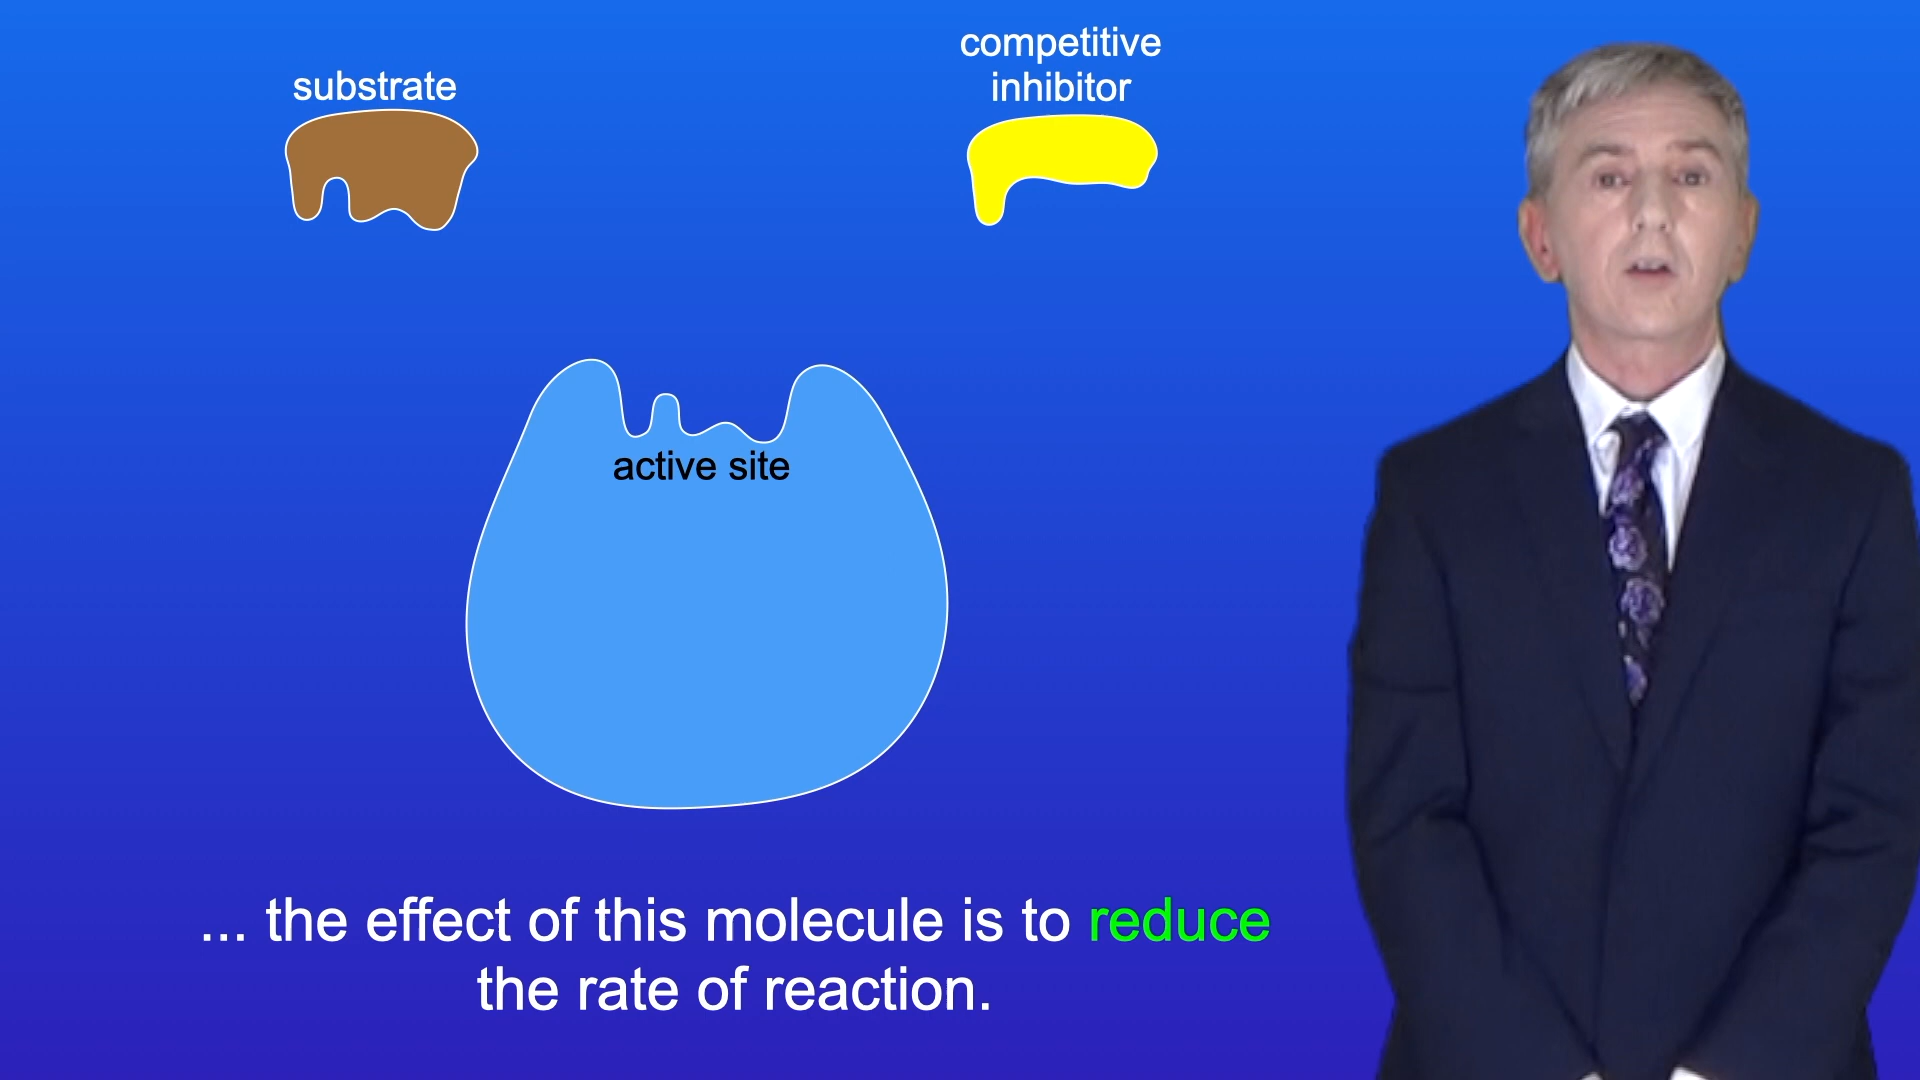 substrate
competitive
inhibitor
active site
... the effect of this molecule is to reduce
the rate of reaction.